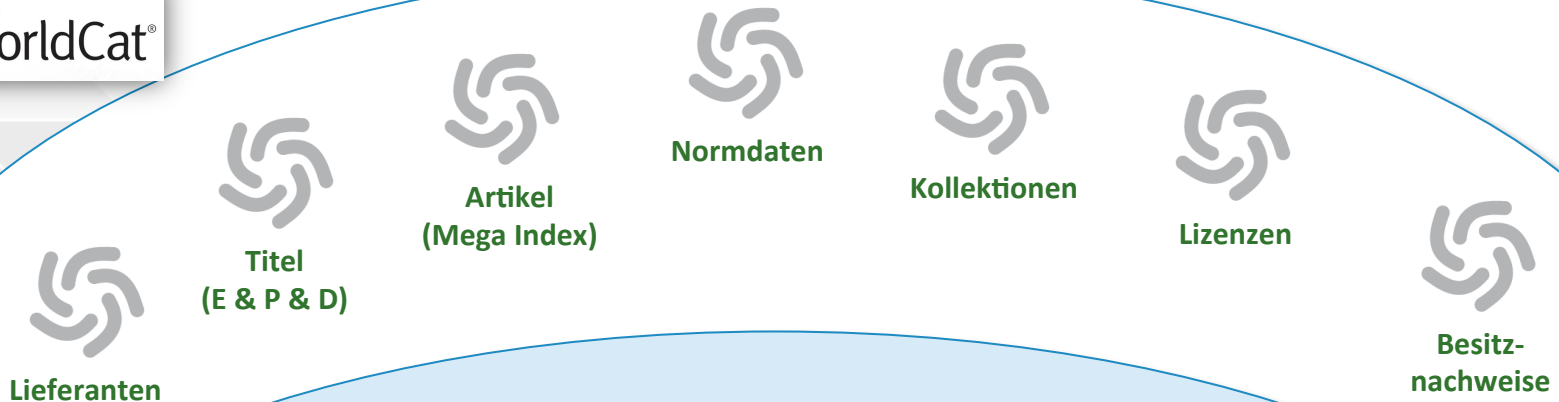 orldCat®
Normdaten
Artikel
(Mega Index)
Kollektionen
Lizenzen
Titel
(E & P & D)
Lieferanten
Besitz-
nachweise